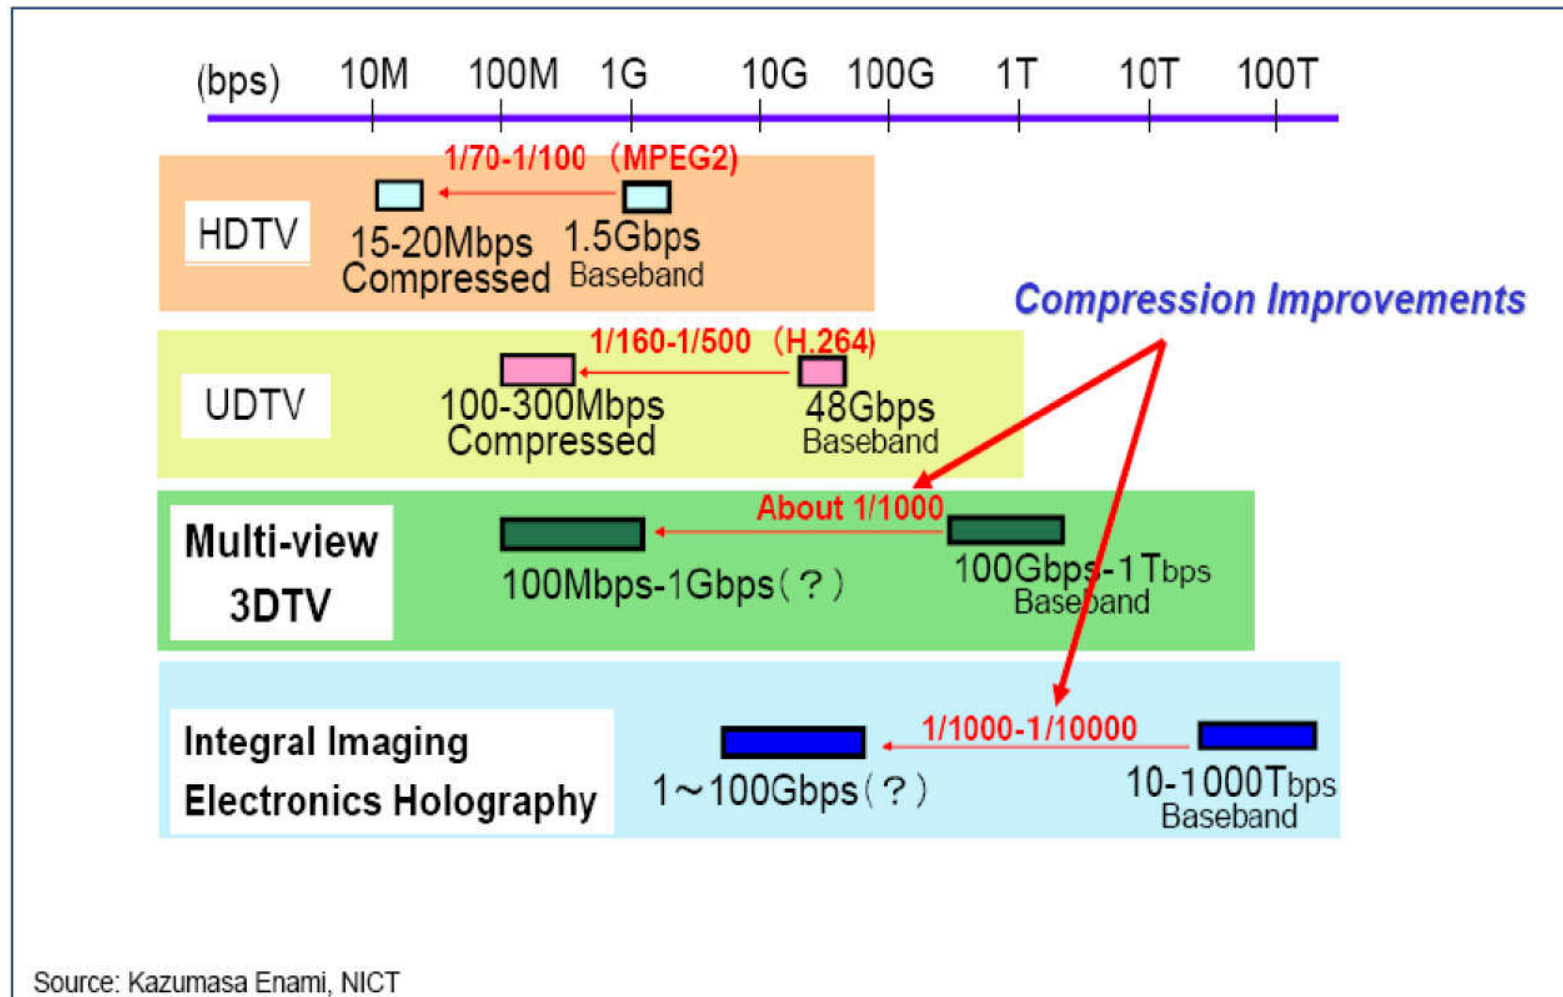 (bps) 10M 100M 1G 10G 100G 1T 10T 100T
1/70-1/100 (MPEG2)
HDTV
15-20Mbps
Compressed
1.5Gbps
Baseband
Compression Improvements
1/160-1/500 (H.264)
UDTV
100-300Mbps
Compressed
48Gbps
Baseband
About 1/1000
Multi-view
3DTV
100Mbps-1Gbps(?)
100Gbps-1Tbps
Baseband
1/1000-1/10000
Integral Imaging
Electronics Holography
1~100Gbps(?)
10-1000Tbps
Baseband
Source: Kazumasa Enami, NICT